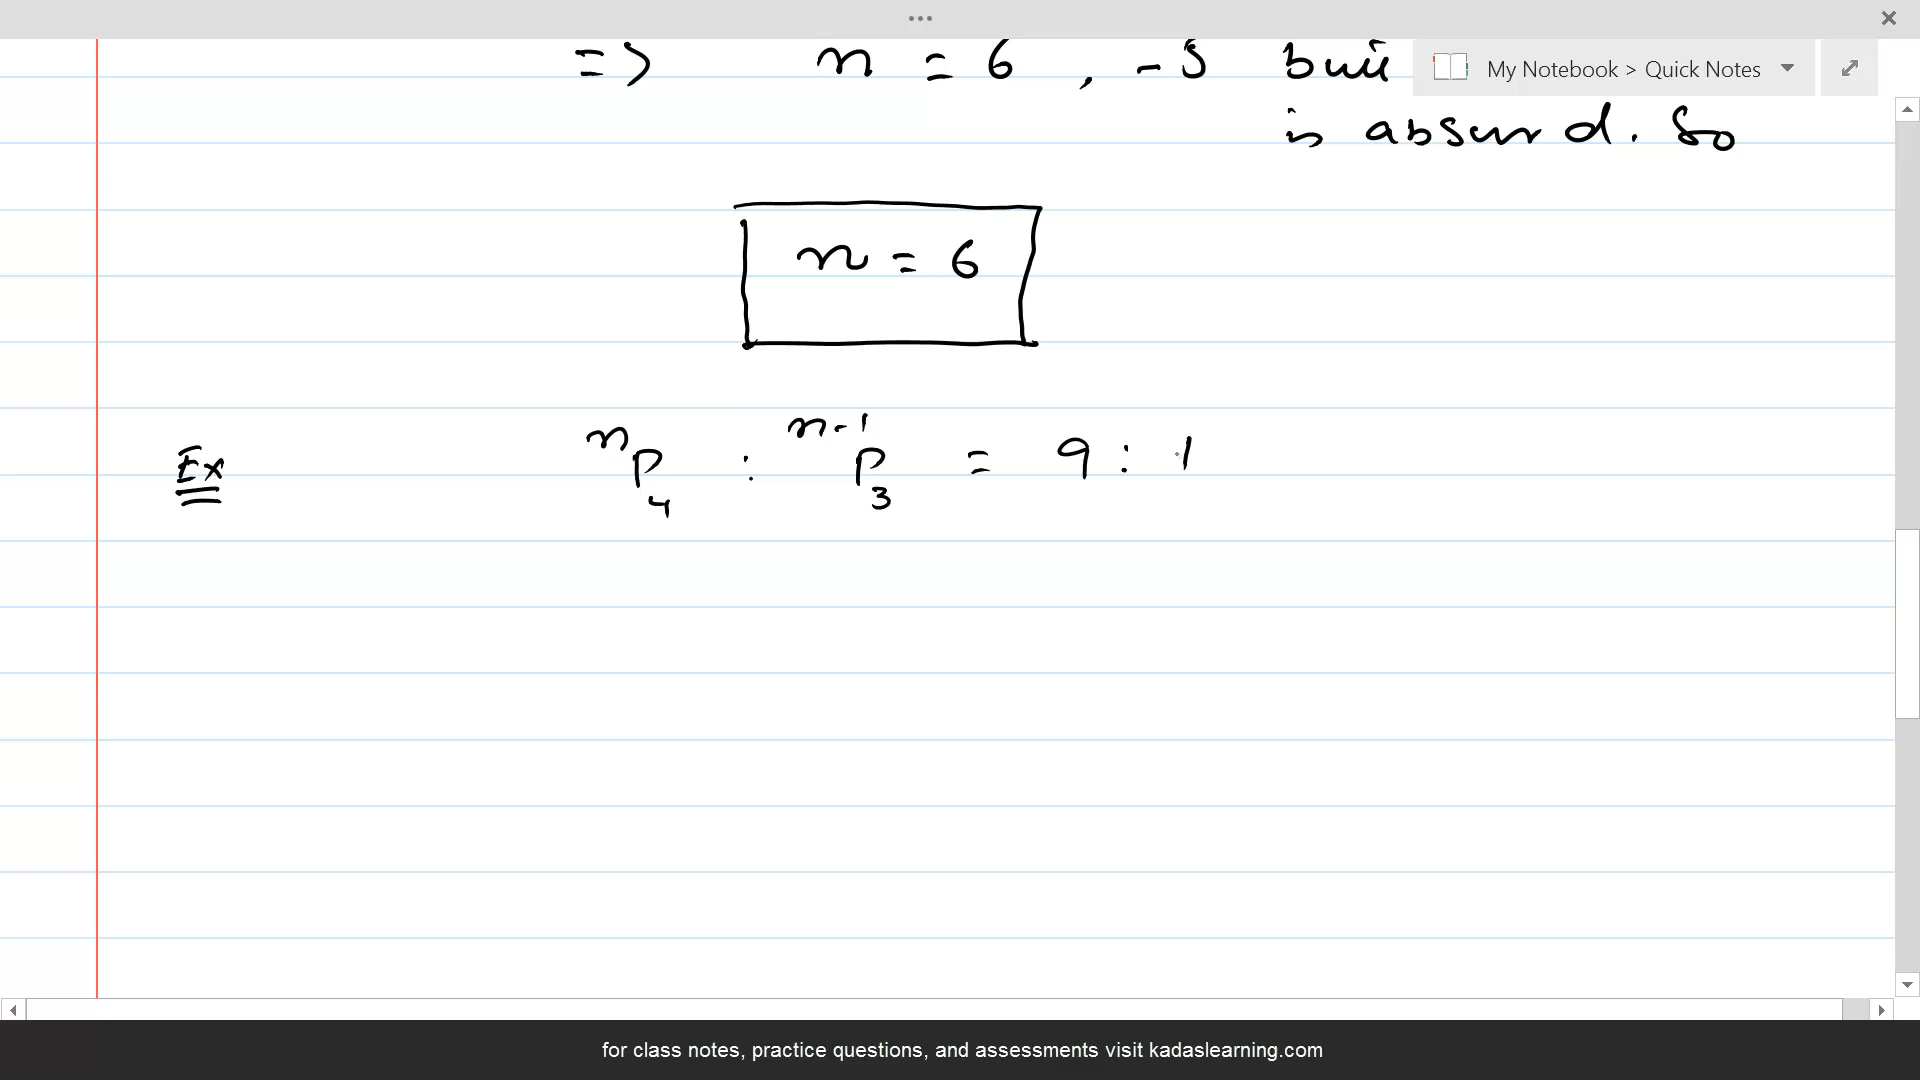 ...
=> n = 6 , -5 but
My Notebook > Quick Notes
is absurd. So
n = 6
Ex ⁿP₄ : ⁿ⁻¹P₃ = 9 : 1
for class notes, practice questions, and assessments visit kadaslearning.com